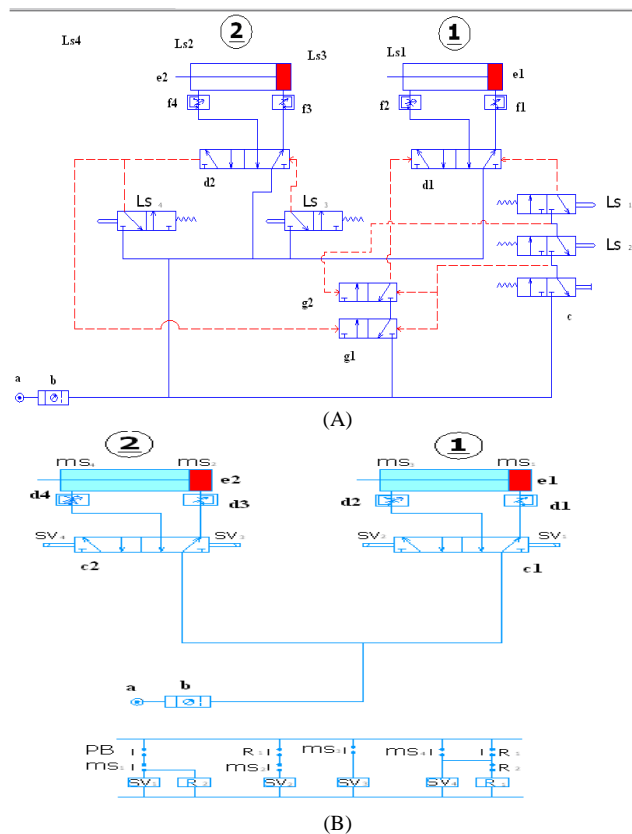 Ls4 Ls2 2 Ls3 Ls1 1
e2 e1
f4 f3 f2 f1
d2 d1
Ls 4 Ls 3 Ls 1
Ls 2
g2 c
g1
a b
(A)
2 1
ms4 ms2 ms3 ms1
e2 e1
d4 d3 d2 d1
SV4 SV3 SV2 SV1
c2 c1
a b
PB I R1 I ms3 I ms4 I I R1
ms1 I ms2 I I R2
SV1 R2 SV2 SV3 SV4
(B)